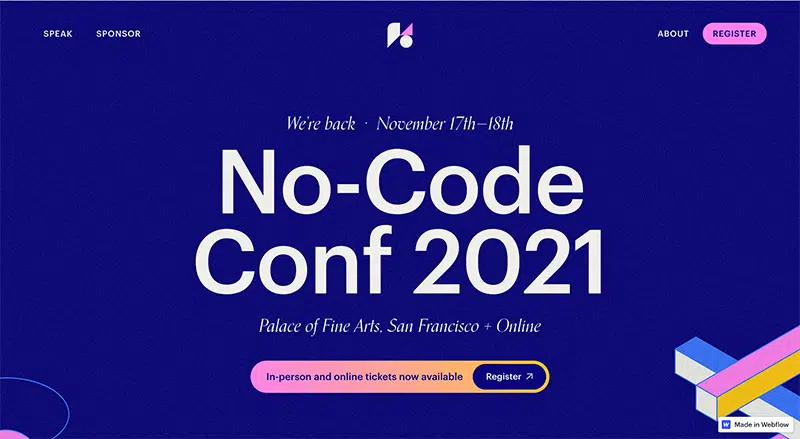 SPEAK SPONSOR ABOUT REGISTER
We're back · November 17th—18th
No-Code
Conf 2021
Palace of Fine Arts, San Francisco + Online
In-person and online tickets now available Register ↗
Made in Webflow